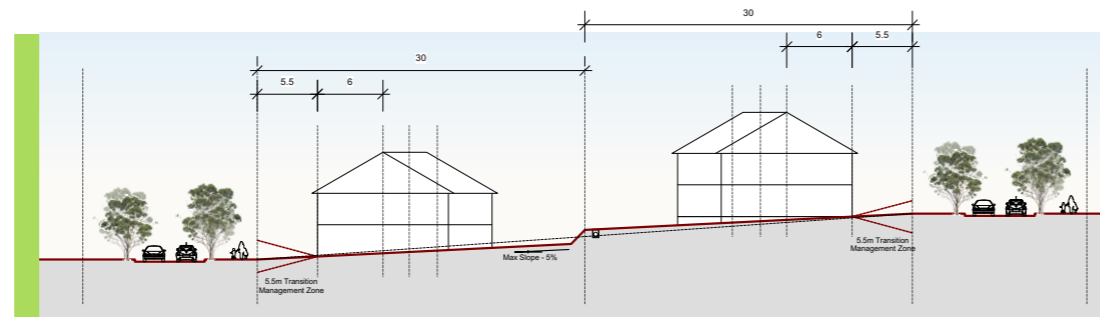 30
6
5.5
30
5.5
6
Max Slope - 5%
5.5m Transition
Management Zone
5.5m Transition
Management Zone